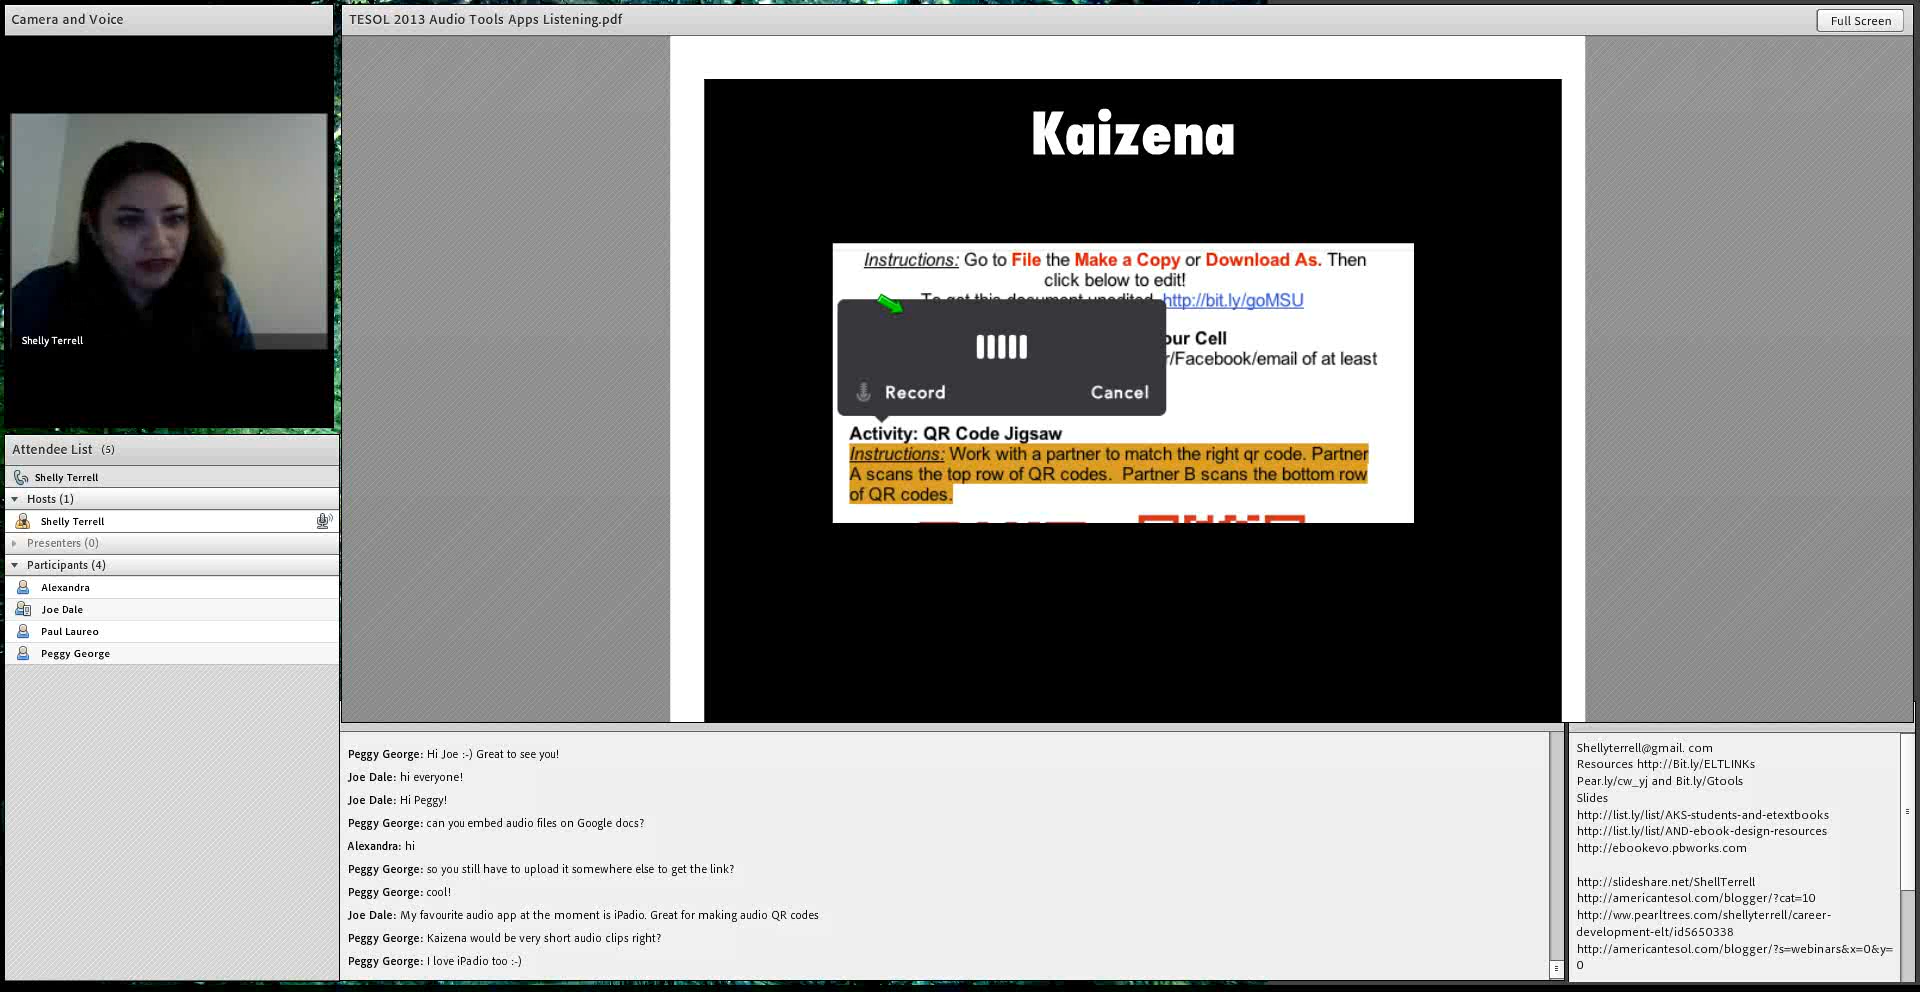 Camera and Voice
Shelly Terrell
Attendee List (5)
Shelly Terrell
Hosts (1)
Shelly Terrell
Presenters (0)
Participants (4)
Alexandra
Joe Dale
Paul Laureo
Peggy George
TESOL 2013 Audio Tools Apps Listening.pdf
Full Screen
Kaizena
Instructions: Go to File the Make a Copy or Download As. Then
click below to edit!
To get this document unedited http://bit.ly/goMSU
our Cell
r/Facebook/email of at least
Record
Cancel
Activity: QR Code Jigsaw
Instructions: Work with a partner to match the right qr code. Partner
A scans the top row of QR codes. Partner B scans the bottom row
of QR codes.
Peggy George: Hi Joe :-) Great to see you!
Joe Dale: hi everyone!
Joe Dale: Hi Peggy!
Peggy George: can you embed audio files on Google docs?
Alexandra: hi
Peggy George: so you still have to upload it somewhere else to get the link?
Peggy George: cool!
Joe Dale: My favourite audio app at the moment is iPadio. Great for making audio QR codes
Peggy George: Kaizena would be very short audio clips right?
Peggy George: I love iPadio too :-)
Shellyterrell@gmail. com
Resources http://Bit.ly/ELTLINKs
Pear.ly/cw_yj and Bit.ly/Gtools
Slides
http://list.ly/list/AKS-students-and-etextbooks
http://list.ly/list/AND-ebook-design-resources
http://ebookevo.pbworks.com
http://slideshare.net/ShellTerrell
http://americantesol.com/blogger/?cat=10
http://ww.pearltrees.com/shellyterrell/career-
development-elt/id5650338
http://americantesol.com/blogger/?s=webinars&x=0&y=
0